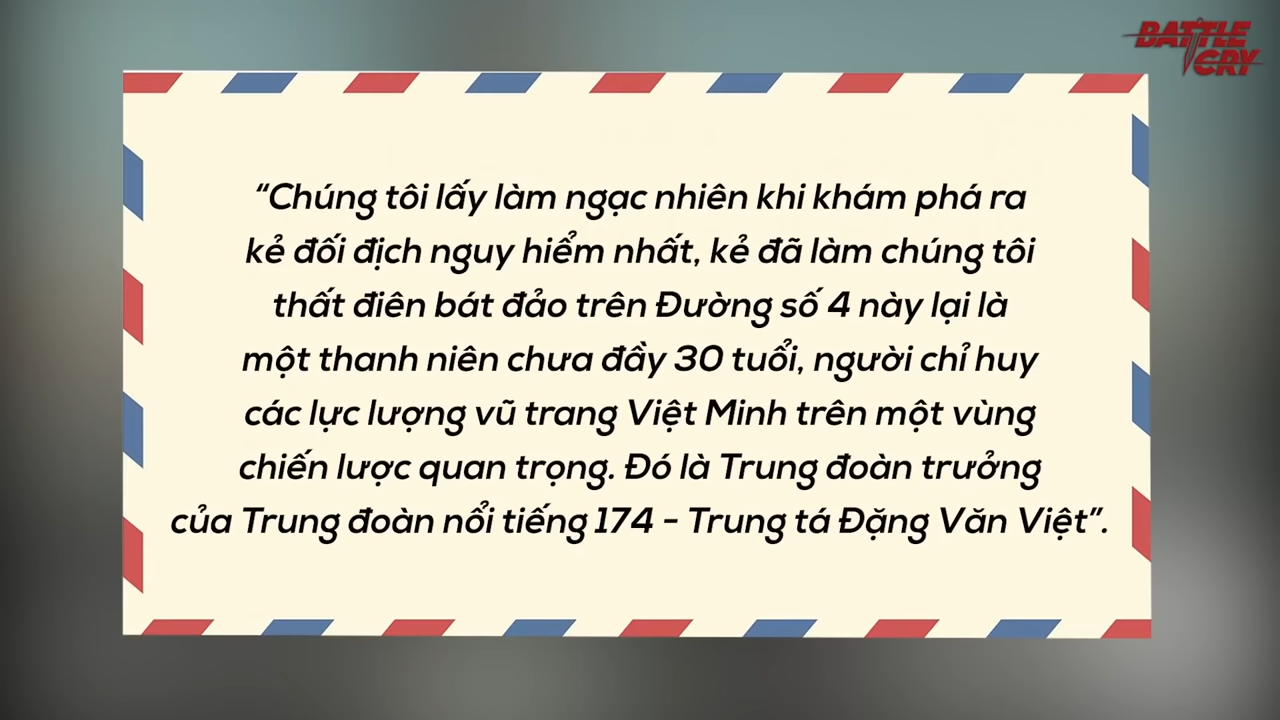 BATTLE CRY
“Chúng tôi lấy làm ngạc nhiên khi khám phá ra
kẻ đối địch nguy hiểm nhất, kẻ đã làm chúng tôi
thất điên bát đảo trên Đường số 4 này lại là
một thanh niên chưa đầy 30 tuổi, người chỉ huy
các lực lượng vũ trang Việt Minh trên một vùng
chiến lược quan trọng. Đó là Trung đoàn trưởng
của Trung đoàn nổi tiếng 174 - Trung tá Đặng Văn Việt”.